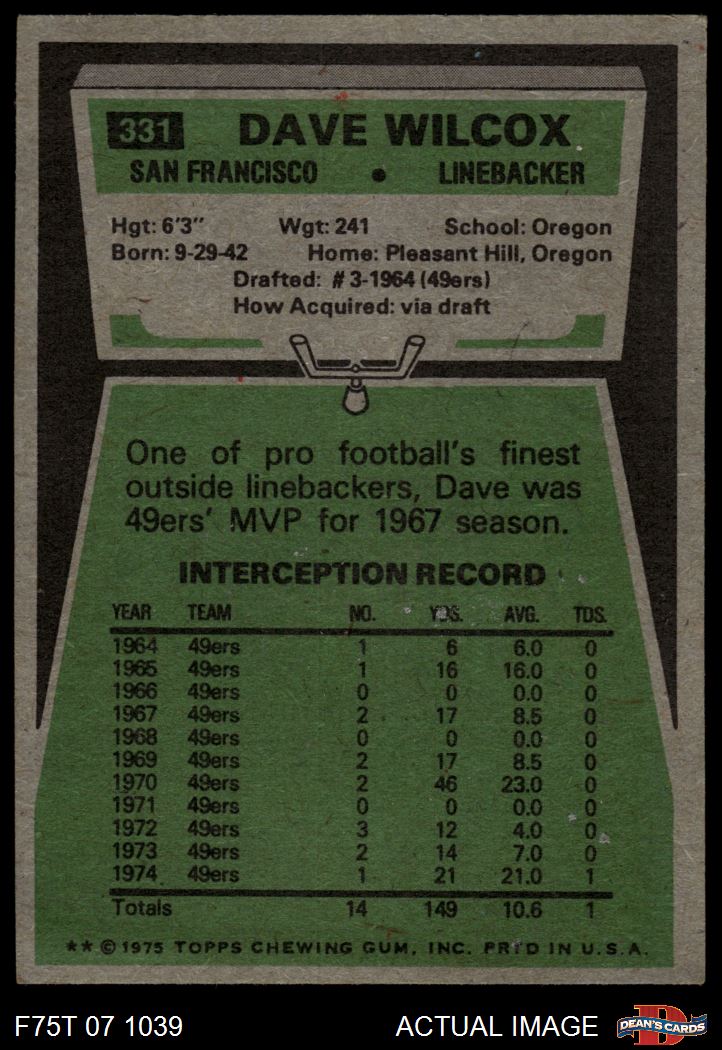 331 DAVE WILCOX
SAN FRANCISCO • LINEBACKER
Hgt: 6'3" Wgt: 241 School: Oregon
Born: 9-29-42 Home: Pleasant Hill, Oregon
Drafted: #3-1964 (49ers)
How Acquired: via draft
One of pro football's finest
outside linebackers, Dave was
49ers' MVP for 1967 season.
INTERCEPTION RECORD
YEAR TEAM NO. YDS. AVG. TDS.
1964 49ers 1 6 6.0 0
1965 49ers 1 16 16.0 0
1966 49ers 0 0 0.0 0
1967 49ers 2 17 8.5 0
1968 49ers 0 0 0.0 0
1969 49ers 2 17 8.5 0
1970 49ers 2 46 23.0 0
1971 49ers 0 0 0.0 0
1972 49ers 3 12 4.0 0
1973 49ers 2 14 7.0 0
1974 49ers 1 21 21.0 1
Totals 14 149 10.6 1
** © 1975 TOPPS CHEWING GUM, INC. PRT'D IN U.S.A.
F75T 07 1039 ACTUAL IMAGE D DEAN'S CARDS